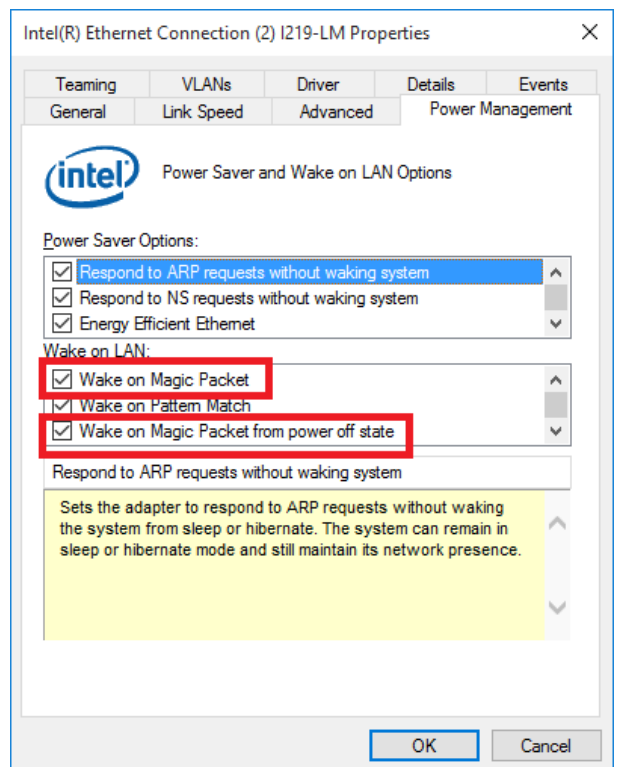 Intel(R) Ethernet Connection (2) I219-LM Properties
Teaming VLANs Driver Details Events
General Link Speed Advanced Power Management
intel
Power Saver and Wake on LAN Options
Power Saver Options:
Respond to ARP requests without waking system
Respond to NS requests without waking system
Energy Efficient Ethernet
Wake on LAN:
Wake on Magic Packet
Wake on Pattern Match
Wake on Magic Packet from power off state
Respond to ARP requests without waking system
Sets the adapter to respond to ARP requests without waking
the system from sleep or hibernate. The system can remain in
sleep or hibernate mode and still maintain its network presence.
OK Cancel